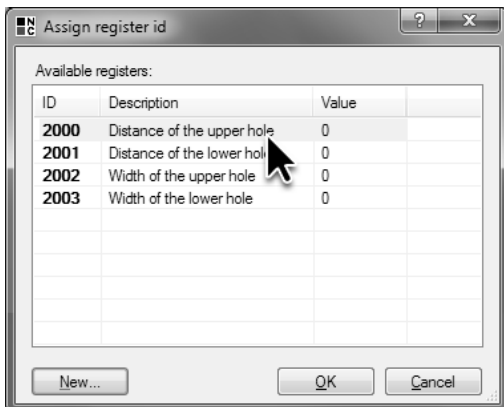 NC Assign register id ? X
Available registers:
ID Description Value
2000 Distance of the upper hole 0
2001 Distance of the lower hole 0
2002 Width of the upper hole 0
2003 Width of the lower hole 0
New... OK Cancel